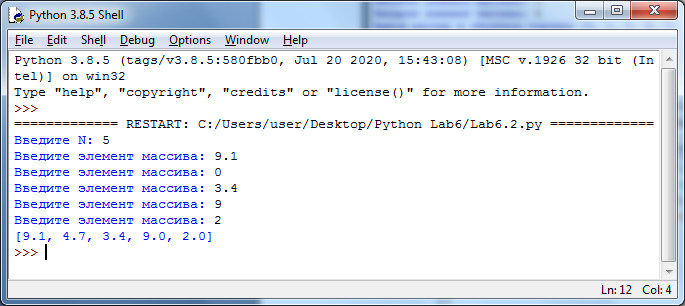 Python 3.8.5 Shell
File Edit Shell Debug Options Window Help
Python 3.8.5 (tags/v3.8.5:580fbb0, Jul 20 2020, 15:43:08) [MSC v.1926 32 bit (In
tel)] on win32
Type "help", "copyright", "credits" or "license()" for more information.
>>>
============= RESTART: C:/Users/user/Desktop/Python Lab6/Lab6.2.py =============
Введите N: 5
Введите элемент массива: 9.1
Введите элемент массива: 0
Введите элемент массива: 3.4
Введите элемент массива: 9
Введите элемент массива: 2
[9.1, 4.7, 3.4, 9.0, 2.0]
>>>
Ln: 12 Col: 4